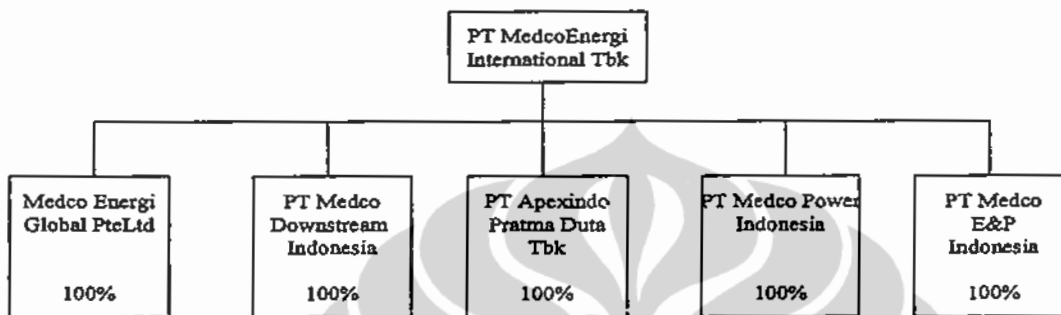 PT MedcoEnergi
International Tbk
Medco Energi
Global PteLtd
100%
PT Medco
Downstream
Indonesia
100%
PT Apexindo
Pratma Duta
Tbk
100%
PT Medco Power
Indonesia
100%
PT Medco
E&P
Indonesia
100%